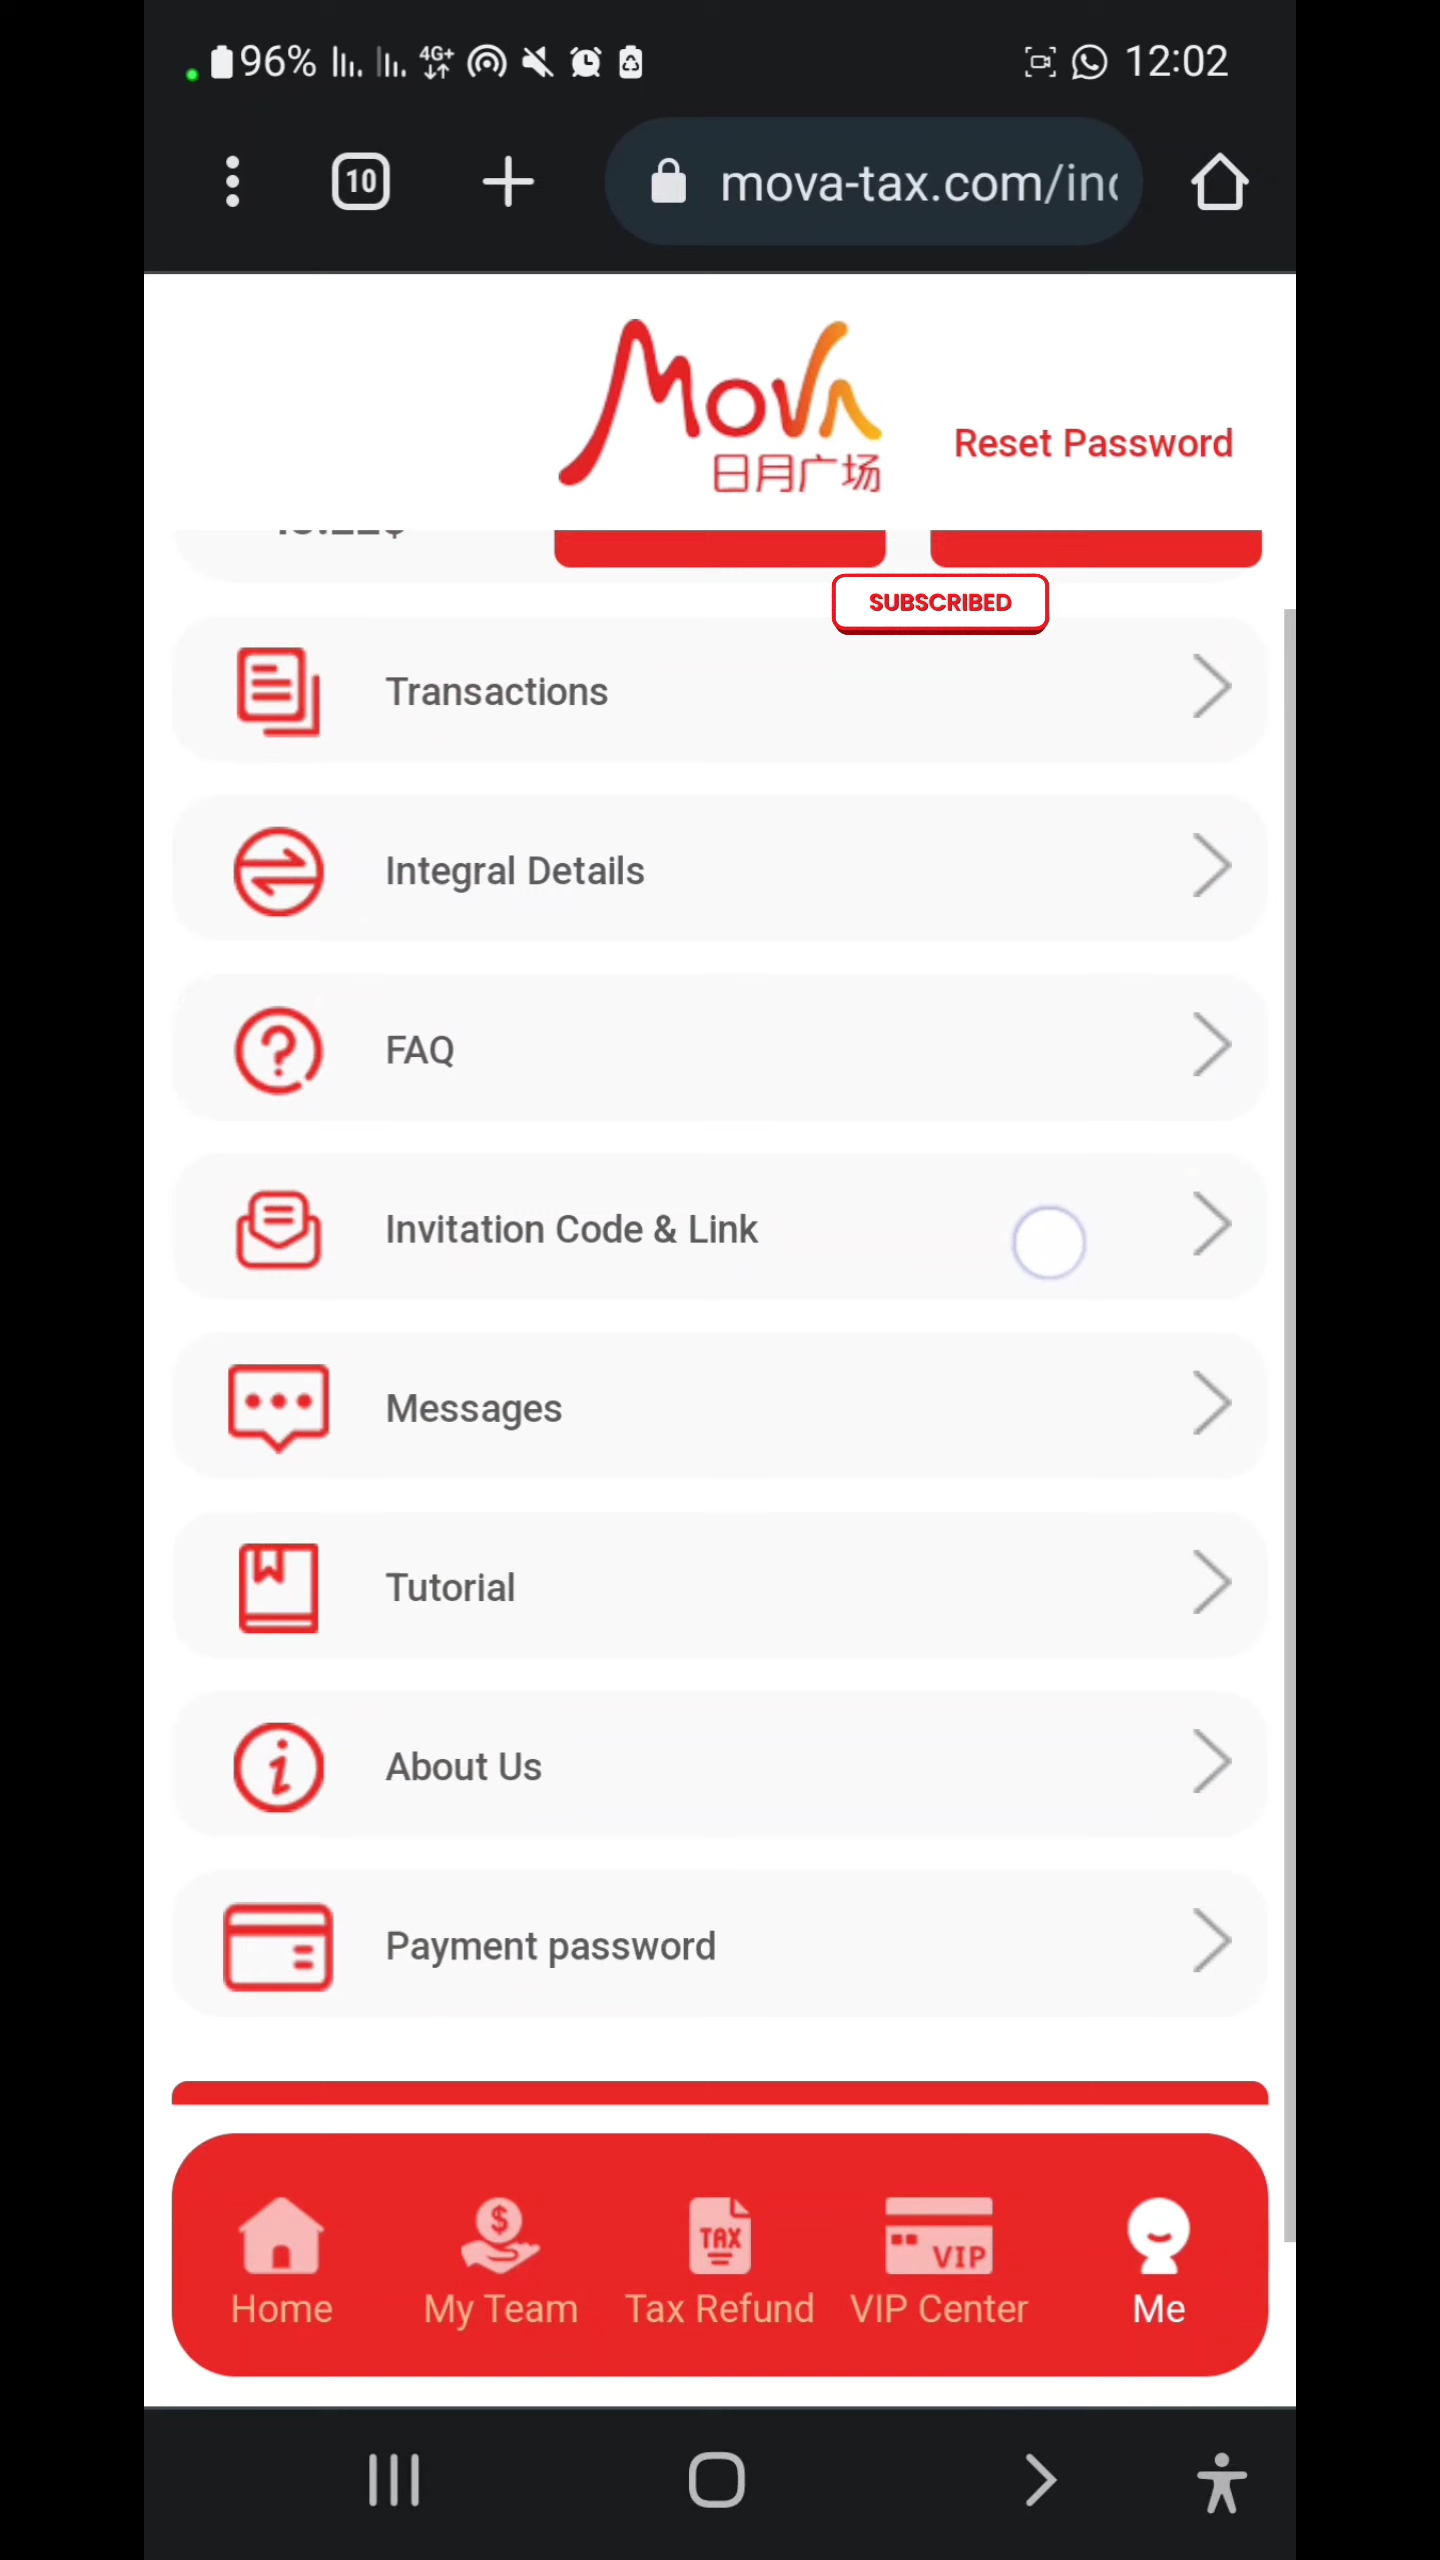 96%
4G+
12:02
10
mova-tax.com/inc
Mova
日月广场
Reset Password
SUBSCRIBED
Transactions
Integral Details
FAQ
Invitation Code & Link
Messages
Tutorial
About Us
Payment password
$
TAX
VIP
Home
My Team
Tax Refund
VIP Center
Me